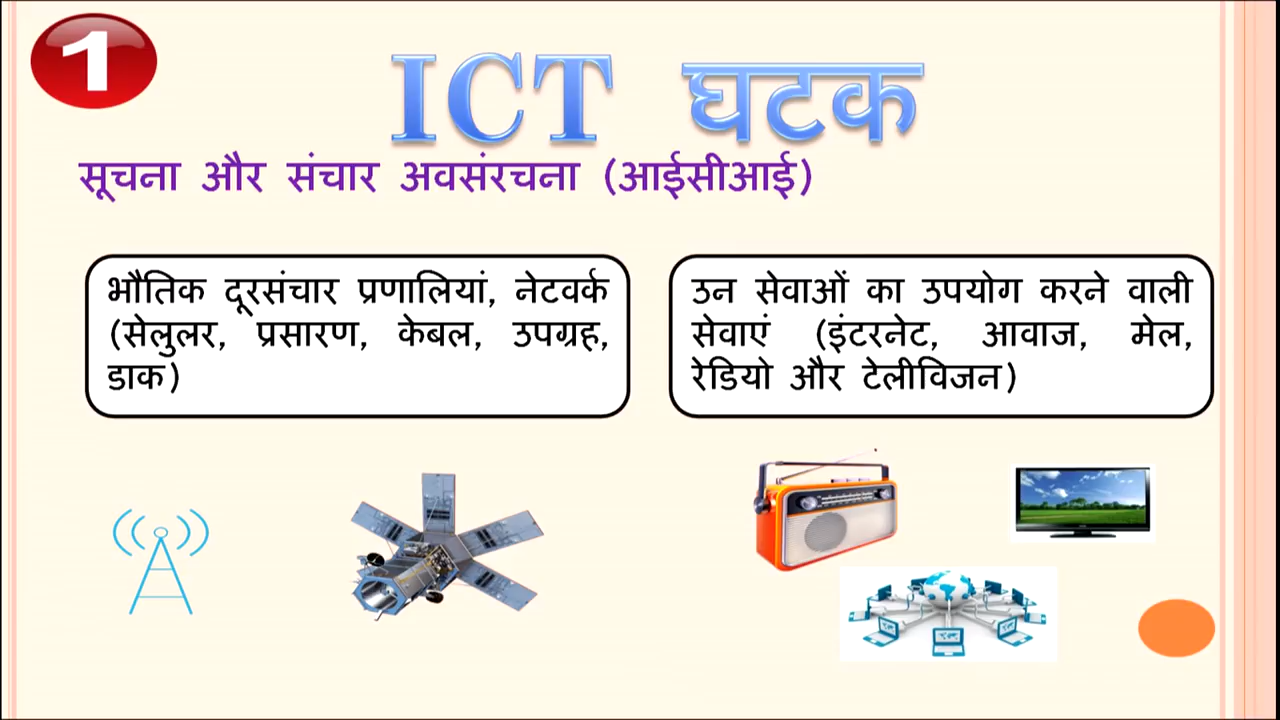 1
ICT घटक
सूचना और संचार अवसंरचना (आईसीआई)
भौतिक दूरसंचार प्रणालियां, नेटवर्क
(सेलुलर, प्रसारण, केबल, उपग्रह,
डाक)
उन सेवाओं का उपयोग करने वाली
सेवाएं (इंटरनेट, आवाज, मेल,
रेडियो और टेलीविजन)